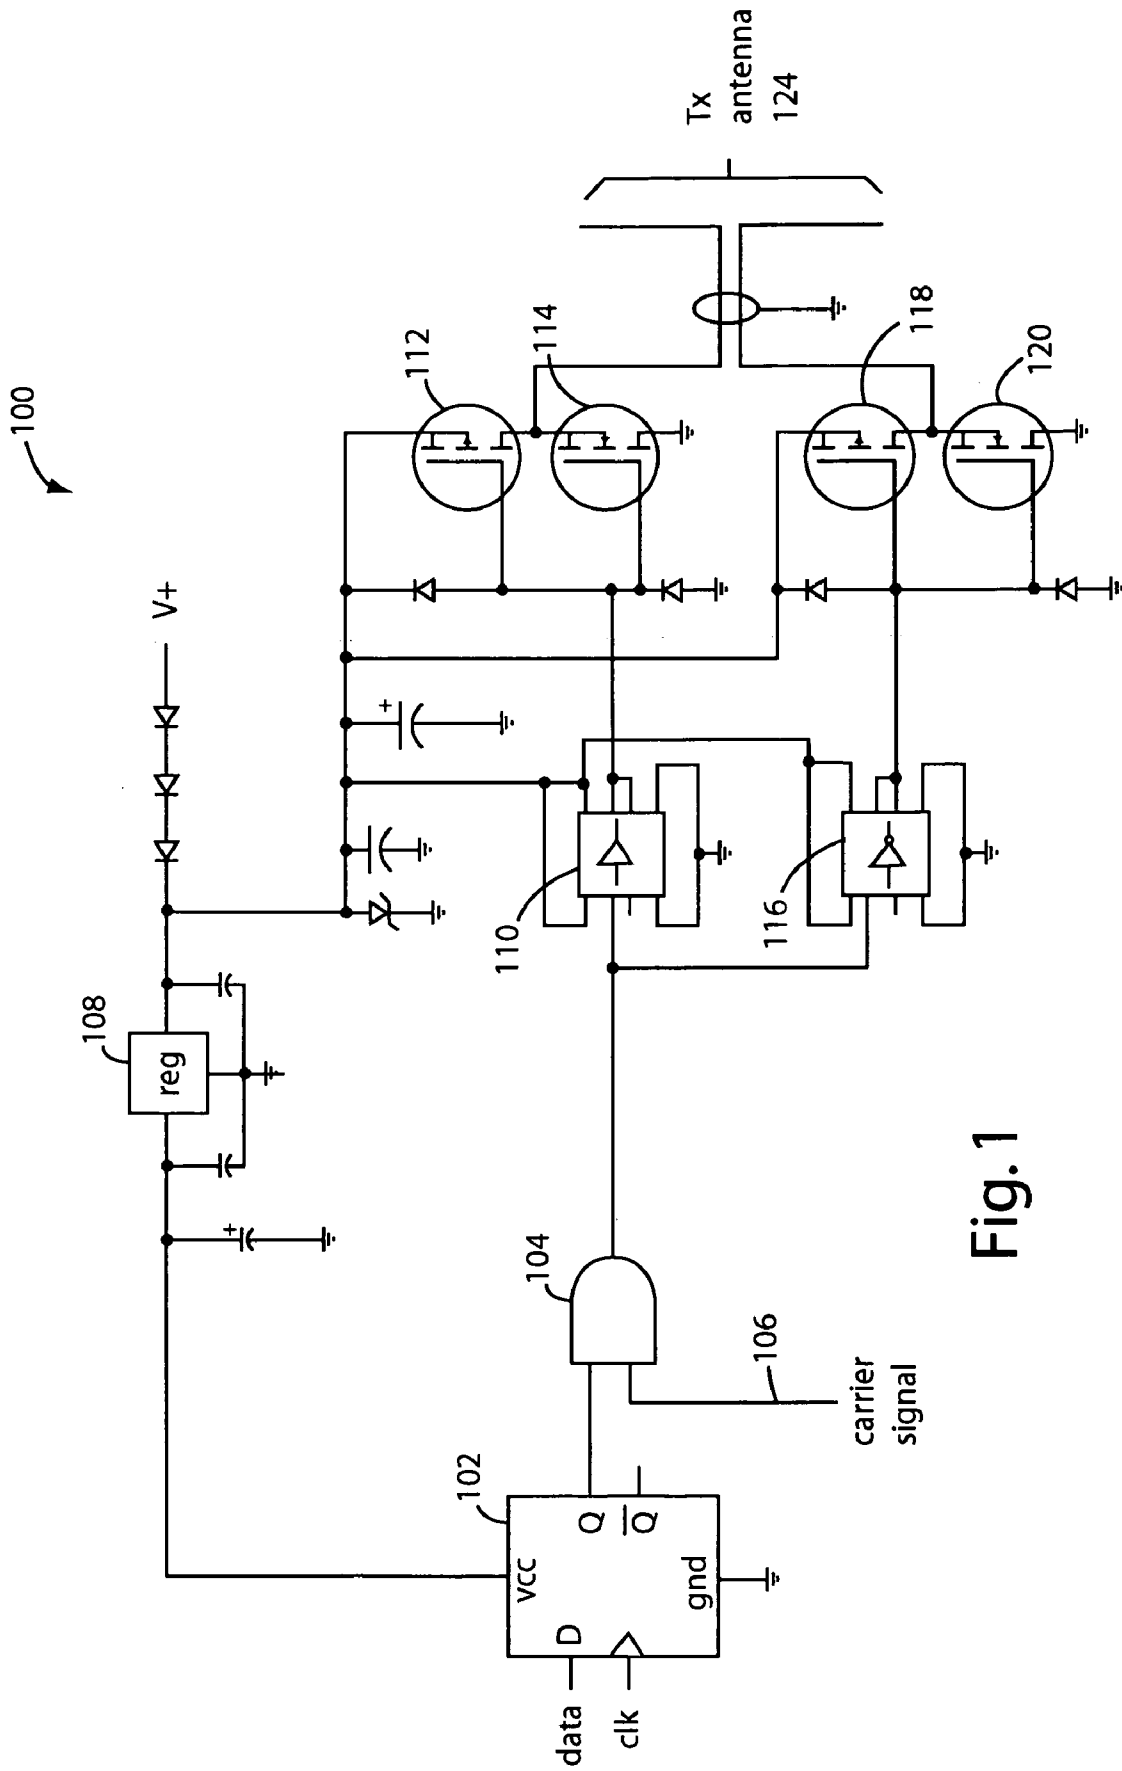 100
V+
108
reg
112
114
Tx
antenna
124
118
120
110
116
104
102
vcc
D
Q
Q
gnd
data
clk
106
carrier
signal
+
+
Fig. 1